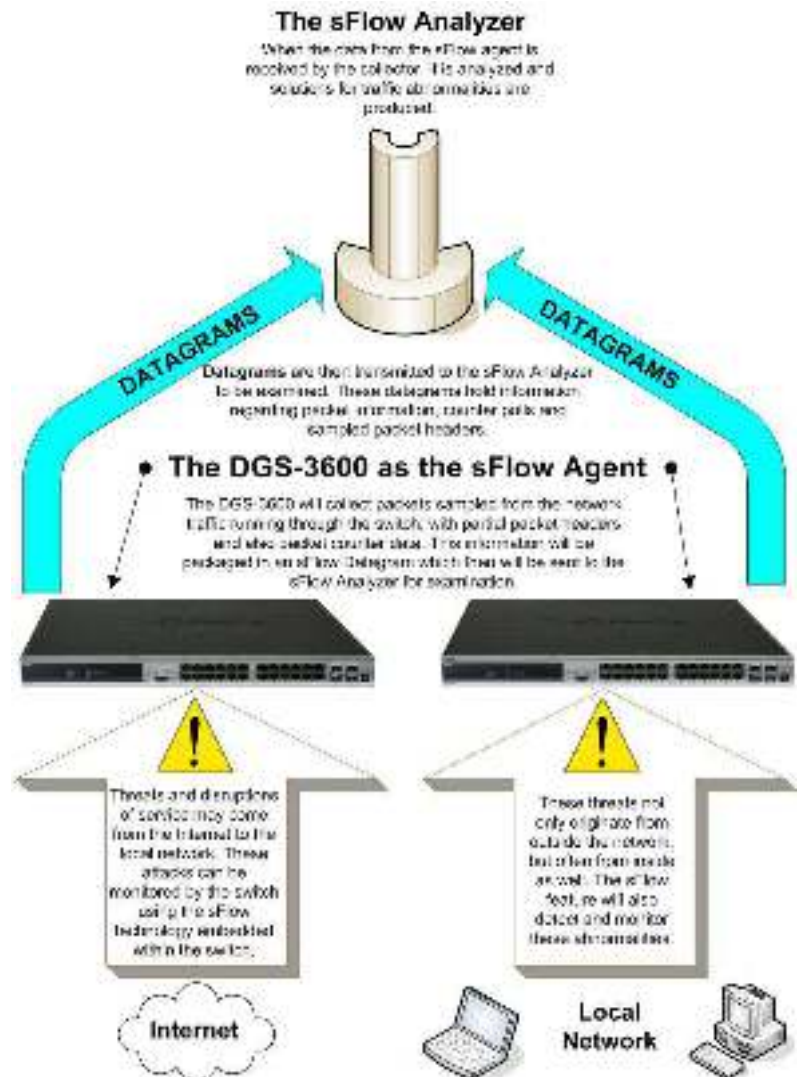 The sFlow Analyzer
When the data from the sFlow agent is
received by the collector, it is analyzed and
solutions for traffic abnormalities are
produced.
DATAGRAMS
DATAGRAMS
Datagrams are then transmitted to the sFlow Analyzer
to be examined. These datagrams hold information
regarding packet information, counter polls and
sampled packet headers.
The DGS-3600 as the sFlow Agent
The DGS-3600 will collect packets sampled from the network
traffic running through the switch, with partial packet headers
and also packet counter data. This information will be
packaged in an sFlow Datagram which then will be sent to the
sFlow Analyzer for examination.
Threats and disruptions
of service may come
from the Internet to the
local network. These
attacks can be
monitored by the switch
using the sFlow
technology embedded
within the switch.
These threats not
only originate from
outside the network,
but often from inside
as well. The sFlow
feature will also
detect and monitor
these abnormalities.
Internet
Local
Network